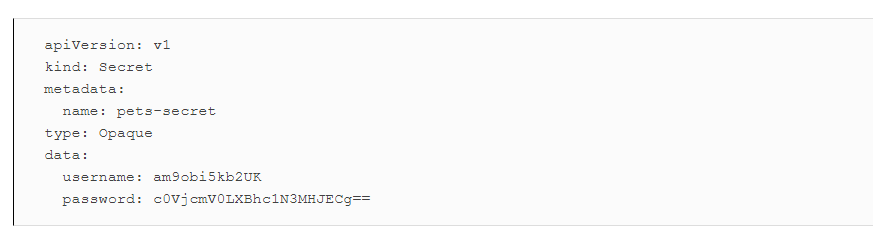 apiVersion: v1
kind: Secret
metadata:
  name: pets-secret
type: Opaque
data:
  username: am9obi5kb2UK
  password: c0VjcmV0LXBhc1N3MHJECg==